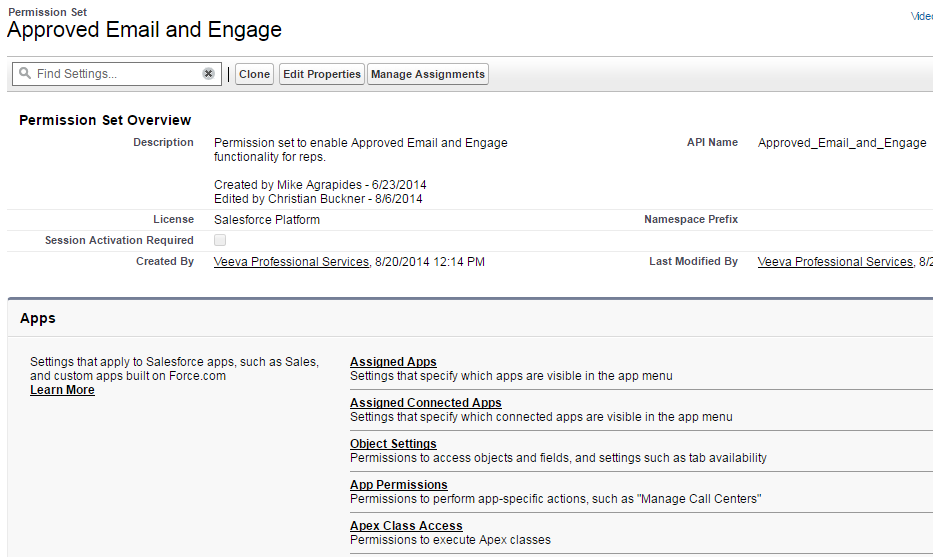 Permission Set
Approved Email and Engage
Find Settings...
Clone
Edit Properties
Manage Assignments
Permission Set Overview
Description
Permission set to enable Approved Email and Engage
functionality for reps.
Created by Mike Agrapides - 6/23/2014
Edited by Christian Buckner - 8/6/2014
API Name
Approved_Email_and_Engage
License
Salesforce Platform
Namespace Prefix
Session Activation Required
Created By
Veeva Professional Services, 8/20/2014 12:14 PM
Last Modified By
Veeva Professional Services,
Apps
Settings that apply to Salesforce apps, such as Sales,
and custom apps built on Force.com
Learn More
Assigned Apps
Settings that specify which apps are visible in the app menu
Assigned Connected Apps
Settings that specify which connected apps are visible in the app menu
Object Settings
Permissions to access objects and fields, and settings such as tab availability
App Permissions
Permissions to perform app-specific actions, such as "Manage Call Centers"
Apex Class Access
Permissions to execute Apex classes